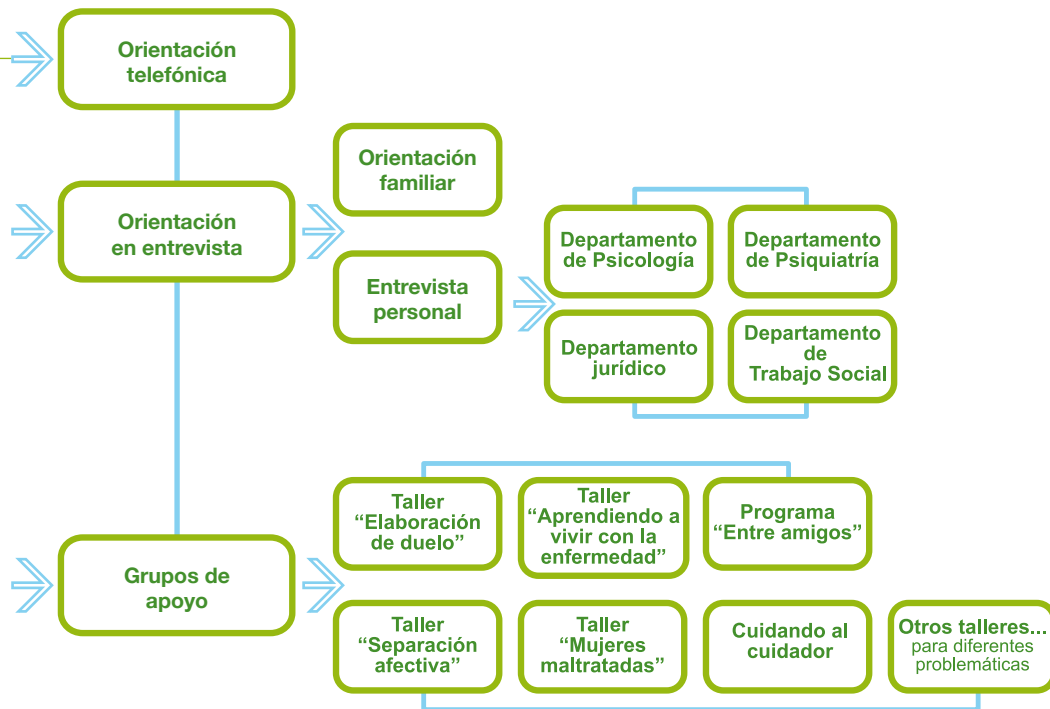 Orientación
telefónica
Orientación
en entrevista
Orientación
familiar
Entrevista
personal
Departamento
de Psicología
Departamento
de Psiquiatría
Departamento
jurídico
Departamento
de
Trabajo Social
Grupos de
apoyo
Taller
“Elaboración
de duelo”
Taller
“Aprendiendo a
vivir con la
enfermedad”
Programa
“Entre amigos”
Taller
“Separación
afectiva”
Taller
“Mujeres
maltratadas”
Cuidando al
cuidador
Otros talleres...
para diferentes
problemáticas